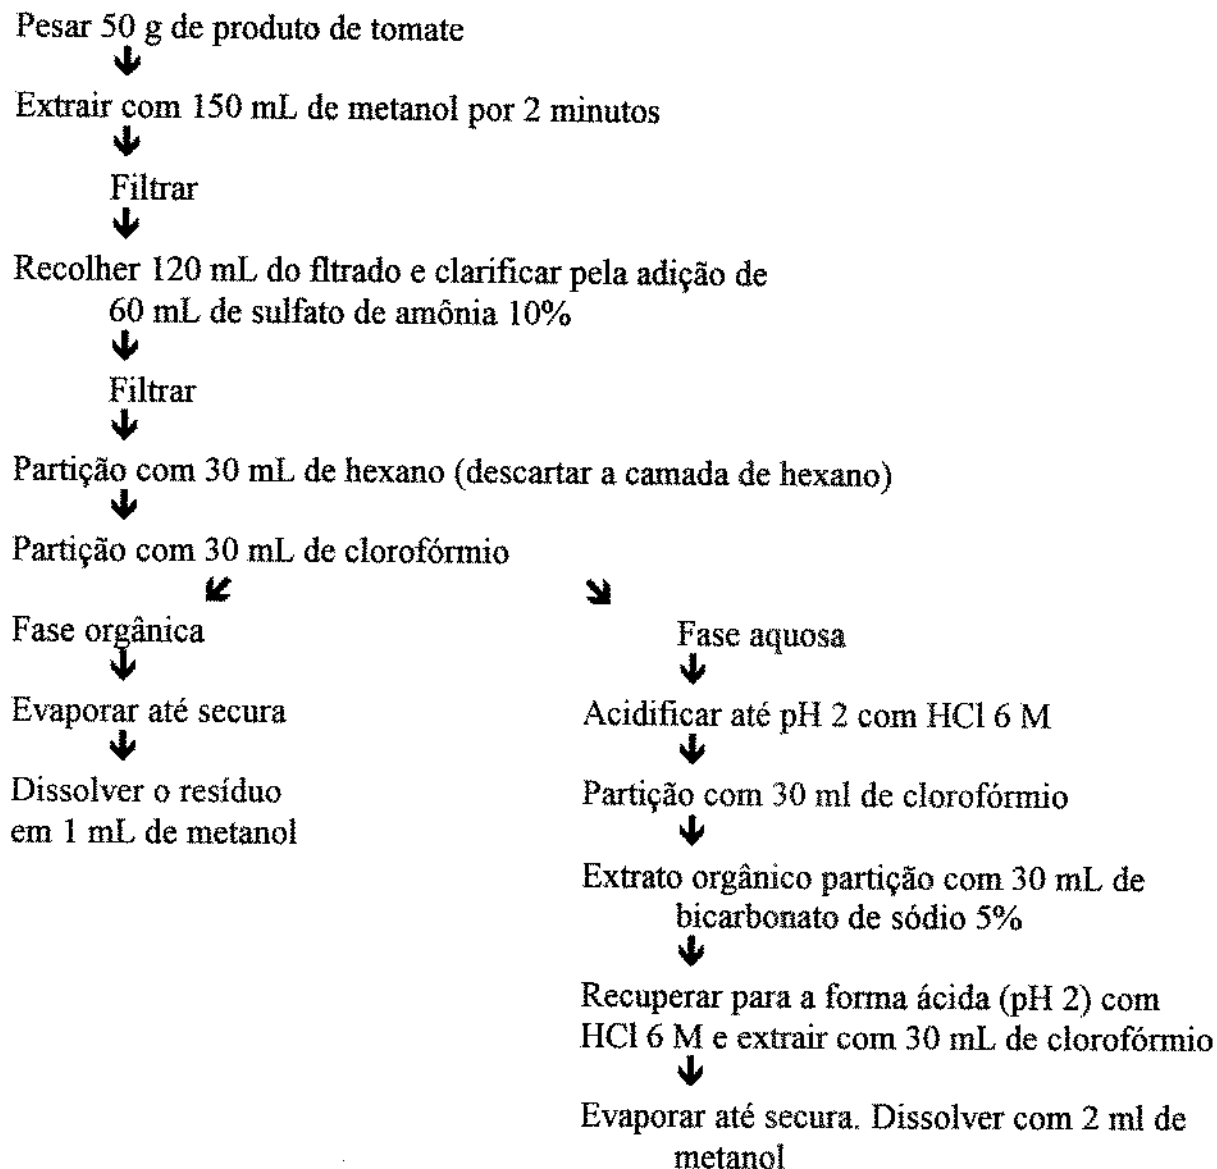 Pesar 50 g de produto de tomate
Extrair com 150 mL de metanol por 2 minutos
Filtrar
Recolher 120 mL do fltrado e clarificar pela adição de
60 mL de sulfato de amônia 10%
Filtrar
Partição com 30 mL de hexano (descartar a camada de hexano)
Partição com 30 mL de clorofórmio
Fase orgânica
Evaporar até secura
Dissolver o resíduo
em 1 mL de metanol
Fase aquosa
Acidificar até pH 2 com HCl 6 M
Partição com 30 ml de clorofórmio
Extrato orgânico partição com 30 mL de
bicarbonato de sódio 5%
Recuperar para a forma ácida (pH 2) com
HCl 6 M e extrair com 30 mL de clorofórmio
Evaporar até secura. Dissolver com 2 ml de
metanol